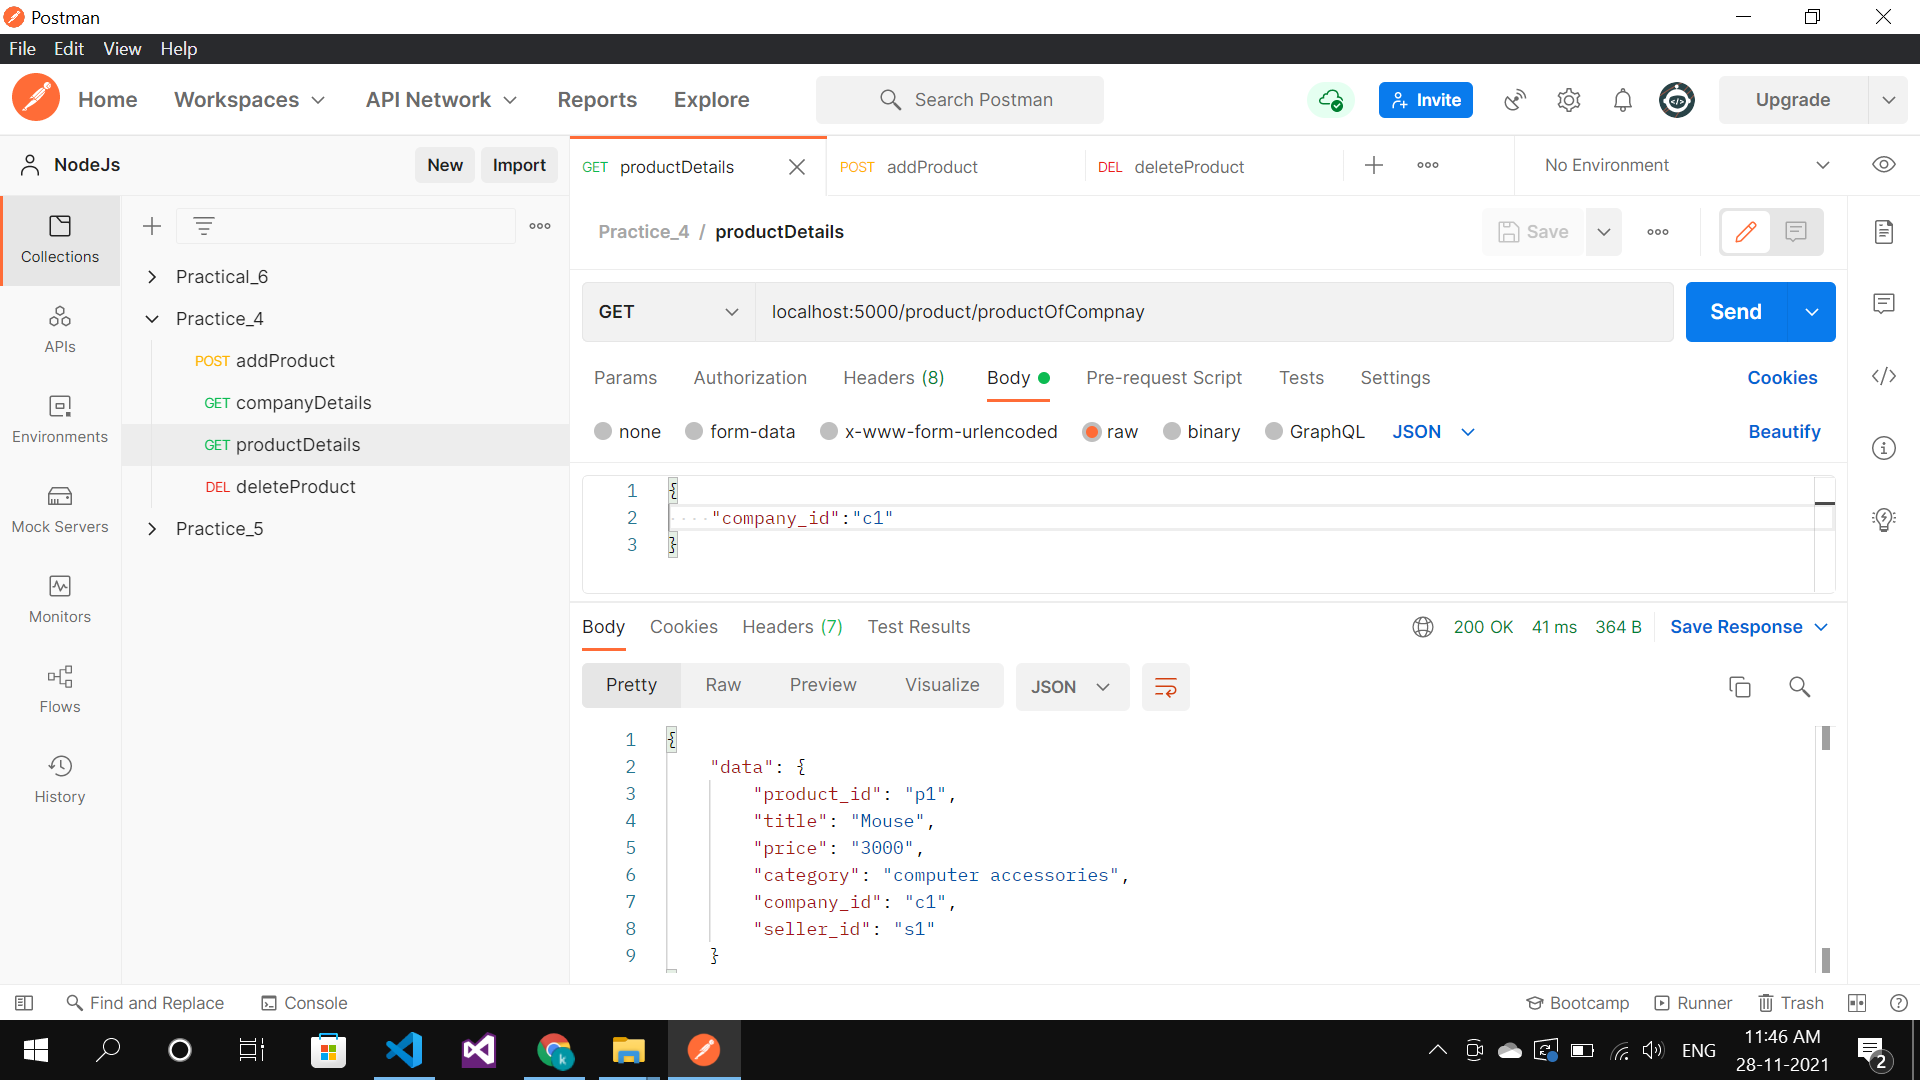 Postman
File Edit View Help
Home Workspaces API Network Reports Explore Search Postman Invite Upgrade
NodeJs New Import GET productDetails POST addProduct DEL deleteProduct No Environment
Practice_4 / productDetails Save
Collections
APIs
Environments
Mock Servers
Monitors
Flows
History
Practical_6
Practice_4
POST addProduct
GET companyDetails
GET productDetails
DEL deleteProduct
Practice_5
GET localhost:5000/product/productOfCompnay Send
Params Authorization Headers (8) Body Pre-request Script Tests Settings Cookies
none form-data x-www-form-urlencoded raw binary GraphQL JSON Beautify
1 {
2 "company_id":"c1"
3 }
Body Cookies Headers (7) Test Results 200 OK 41 ms 364 B Save Response
Pretty Raw Preview Visualize JSON
1 {
2 "data": {
3 "product_id": "p1",
4 "title": "Mouse",
5 "price": "3000",
6 "category": "computer accessories",
7 "company_id": "c1",
8 "seller_id": "s1"
9 }
Find and Replace Console Bootcamp Runner Trash
k ENG 11:46 AM
28-11-2021
2